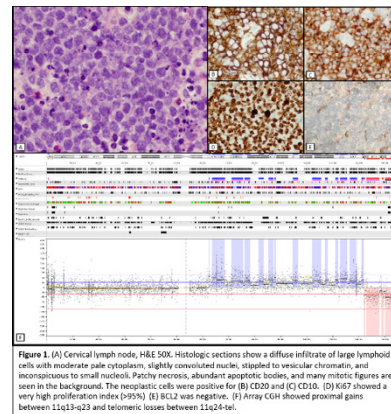 A
B
C
D
E
F
Figure 1. (A) Cervical lymph node, H&E 50X. Histologic sections show a diffuse infiltrate of large lymphoid
cells with moderate pale cytoplasm, slightly convoluted nuclei, stippled to vesicular chromatin, and
inconspicuous to small nucleoli. Patchy necrosis, abundant apoptotic bodies, and many mitotic figures are
seen in the background. The neoplastic cells were positive for (B) CD20 and (C) CD10. (D) Ki67 showed a
very high proliferation index (>95%) (E) BCL2 was negative. (F) Array CGH showed proximal gains
between 11q13-q23 and telomeric losses between 11q24-tel.